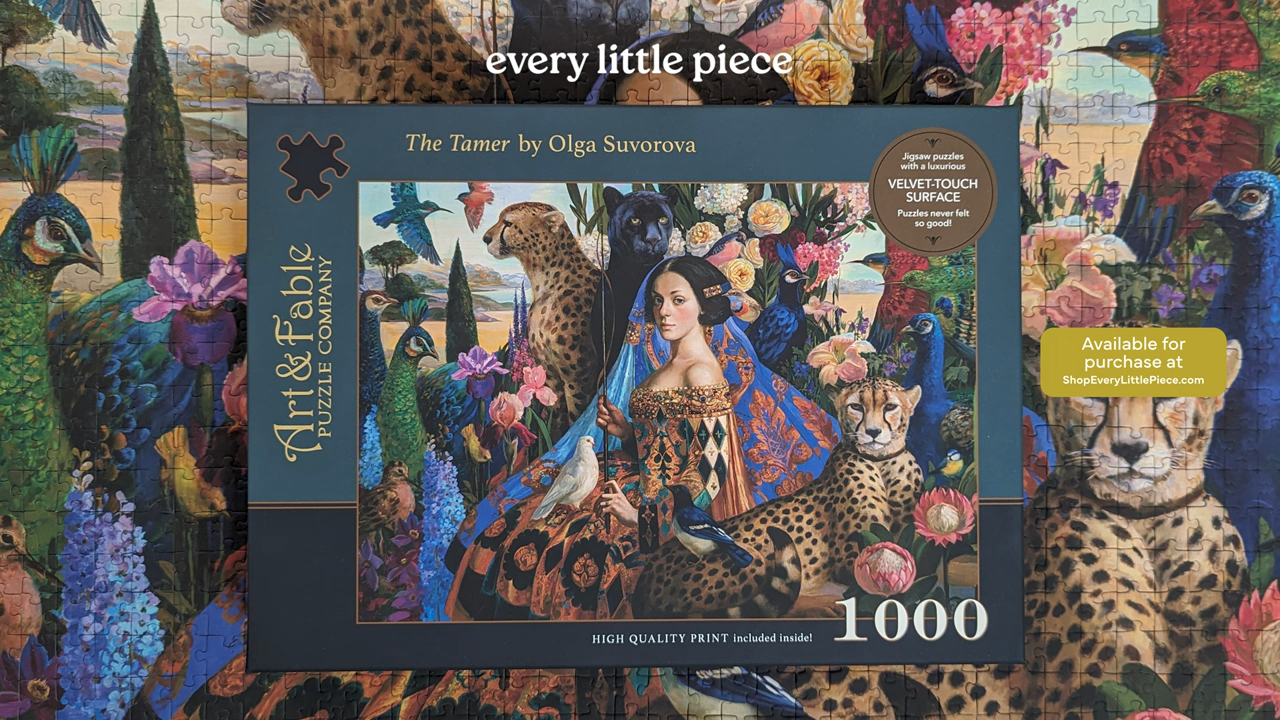 every little piece
The Tamer by Olga Suvorova
Jigsaw puzzles
with a luxurious
VELVET-TOUCH
SURFACE
Puzzles never felt
so good!
Art & Fable
PUZZLE COMPANY
Available for
purchase at
ShopEveryLittlePiece.com
HIGH QUALITY PRINT included inside!
1000